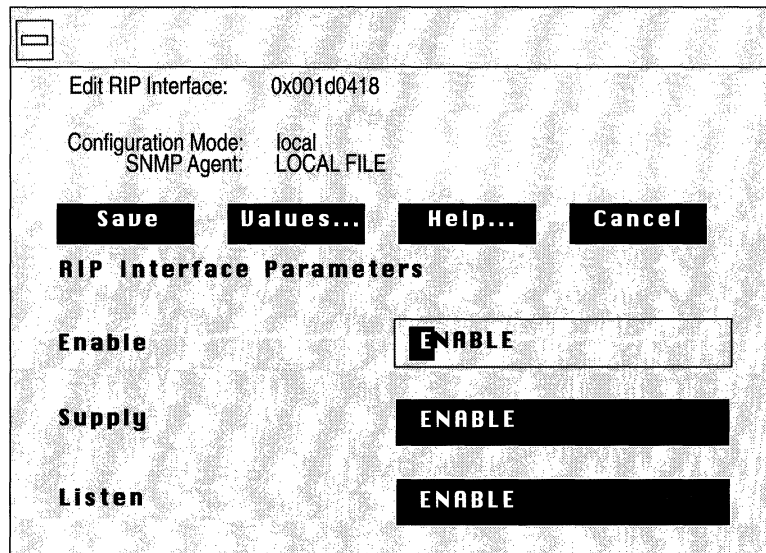 Edit RIP Interface: 0x001d0418
Configuration Mode: local
SNMP Agent: LOCAL FILE
Save Values... Help... Cancel
RIP Interface Parameters
Enable ENABLE
Supply ENABLE
Listen ENABLE